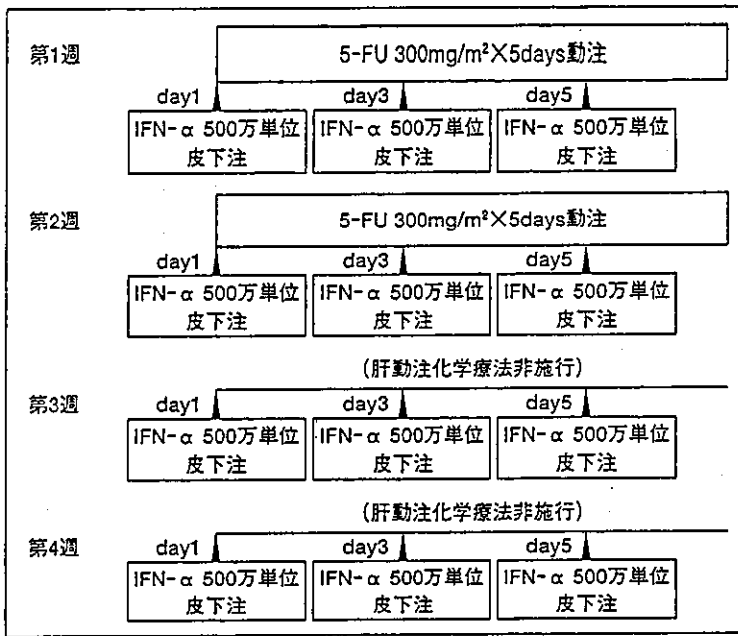 第1週
5-FU 300mg/m²×5days動注
day1 day3 day5
IFN-α 500万単位 IFN-α 500万単位 IFN-α 500万単位
皮下注 皮下注 皮下注
第2週
5-FU 300mg/m²×5days動注
day1 day3 day5
IFN-α 500万単位 IFN-α 500万単位 IFN-α 500万単位
皮下注 皮下注 皮下注
(肝動注化学療法非施行)
第3週
day1 day3 day5
IFN-α 500万単位 IFN-α 500万単位 IFN-α 500万単位
皮下注 皮下注 皮下注
(肝動注化学療法非施行)
第4週
day1 day3 day5
IFN-α 500万単位 IFN-α 500万単位 IFN-α 500万単位
皮下注 皮下注 皮下注